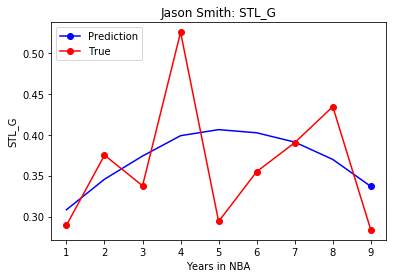 Jason Smith: STL_G
Prediction
True
STL_G
0.50
0.45
0.40
0.35
0.30
1 2 3 4 5 6 7 8 9
Years in NBA